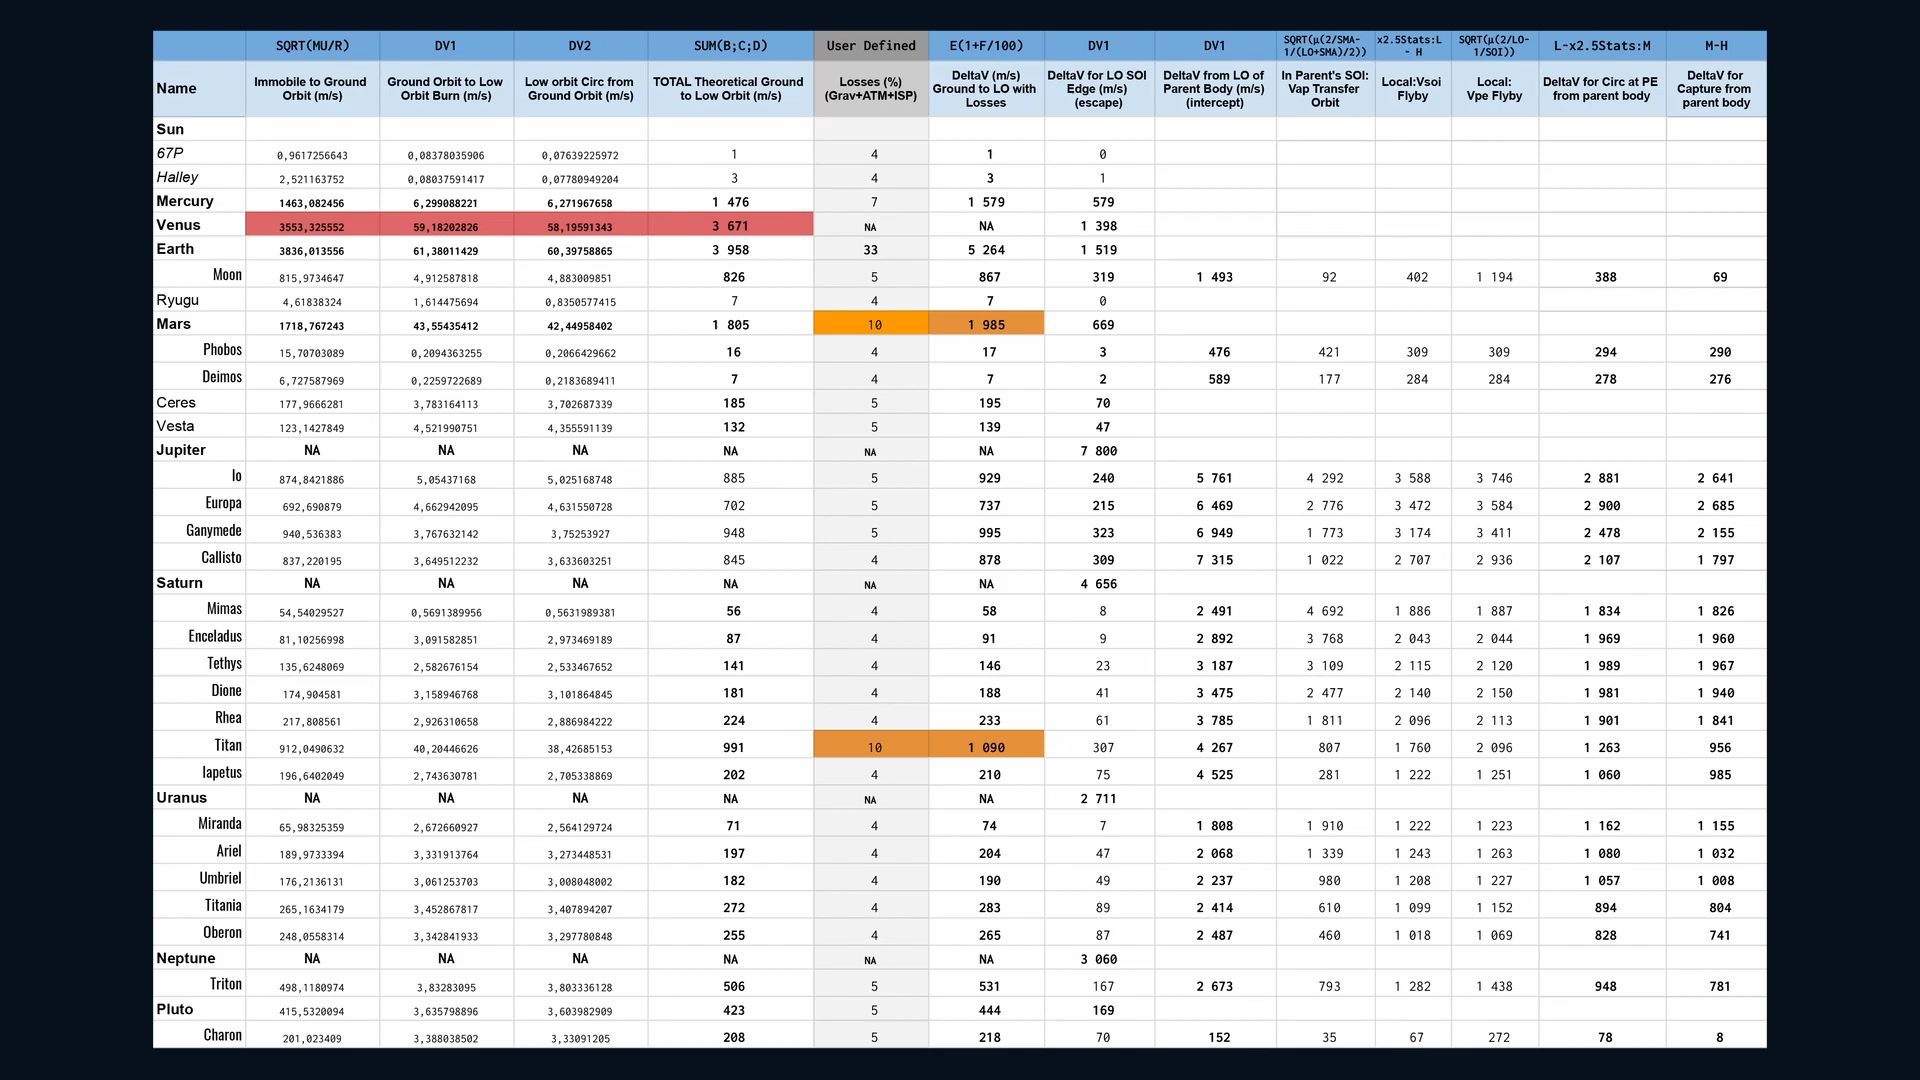 SQRT(MU/R) DV1 DV2 SUM(B;C;D) User Defined E(1+F/100) DV1 DV1 SQRT(μ(2/SMA-1/(LO+SMA)/2)) x2.5Stats:L - H SQRT(μ(2/LO-1/SOI)) L-x2.5Stats:M M-H
Name Immobile to Ground Orbit (m/s) Ground Orbit to Low Orbit Burn (m/s) Low orbit Circ from Ground Orbit (m/s) TOTAL Theoretical Ground to Low Orbit (m/s) Losses (%) (Grav+ATM+ISP) DeltaV (m/s) Ground to LO with Losses DeltaV for LO SOI Edge (m/s) (escape) DeltaV from LO of Parent Body (m/s) (intercept) In Parent's SOI: Vap Transfer Orbit Local:Vsoi Flyby Local: Vpe Flyby DeltaV for Circ at PE from parent body DeltaV for Capture from parent body
Sun
67P 0,9617256643 0,08378035906 0,07639225972 1 4 1 0
Halley 2,521163752 0,08037591417 0,07780949204 3 4 3 1
Mercury 1463,082456 6,299088221 6,271967658 1 476 7 1 579 579
Venus 3553,325552 59,18202826 58,19591343 3 671 NA NA 1 398
Earth 3836,013556 61,38011429 60,39758865 3 958 33 5 264 1 519
Moon 815,9734647 4,912587818 4,883009851 826 5 867 319 1 493 92 402 1 194 388 69
Ryugu 4,61838324 1,614475694 0,8350577415 7 4 7 0
Mars 1718,767243 43,55435412 42,44958402 1 805 10 1 985 669
Phobos 15,70703089 0,2094363255 0,2066429662 16 4 17 3 476 421 309 309 294 290
Deimos 6,727587969 0,2259722689 0,2183689411 7 4 7 2 589 177 284 284 278 276
Ceres 177,9666281 3,783164113 3,702687339 185 5 195 70
Vesta 123,1427849 4,521990751 4,355591139 132 5 139 47
Jupiter NA NA NA NA NA NA 7 800
Io 874,8421886 5,05437168 5,025168748 885 5 929 240 5 761 4 292 3 588 3 746 2 881 2 641
Europa 692,690879 4,662942095 4,631550728 702 5 737 215 6 469 2 776 3 472 3 584 2 900 2 685
Ganymede 940,536383 3,767632142 3,75253927 948 5 995 323 6 949 1 773 3 174 3 411 2 478 2 155
Callisto 837,220195 3,649512232 3,633603251 845 4 878 309 7 315 1 022 2 707 2 936 2 107 1 797
Saturn NA NA NA NA NA NA 4 656
Mimas 54,54029527 0,5691389956 0,5631989381 56 4 58 8 2 491 4 692 1 886 1 887 1 834 1 826
Enceladus 81,10256998 3,091582851 2,973469189 87 4 91 9 2 892 3 768 2 043 2 044 1 969 1 960
Tethys 135,6248069 2,582676154 2,533467652 141 4 146 23 3 187 3 109 2 115 2 120 1 989 1 967
Dione 174,904581 3,158946768 3,101864845 181 4 188 41 3 475 2 477 2 140 2 150 1 981 1 940
Rhea 217,808561 2,926310658 2,886984222 224 4 233 61 3 785 1 811 2 096 2 113 1 901 1 841
Titan 912,0490632 40,20446626 38,42685153 991 10 1 090 307 4 267 807 1 760 2 096 1 263 956
Iapetus 196,6402049 2,743630781 2,705338869 202 4 210 75 4 525 281 1 222 1 251 1 060 985
Uranus NA NA NA NA NA NA 2 711
Miranda 65,98325359 2,672660927 2,564129724 71 4 74 7 1 808 1 910 1 222 1 223 1 162 1 155
Ariel 189,9733394 3,331913764 3,273448531 197 4 204 47 2 068 1 339 1 243 1 263 1 080 1 032
Umbriel 176,2136131 3,061253703 3,008048002 182 4 190 49 2 237 980 1 208 1 227 1 057 1 008
Titania 265,1634179 3,452867817 3,407894207 272 4 283 89 2 414 610 1 099 1 152 894 804
Oberon 248,0558314 3,342841933 3,297780848 255 4 265 87 2 487 460 1 018 1 069 828 741
Neptune NA NA NA NA NA NA 3 060
Triton 498,1180974 3,83283095 3,803336128 506 5 531 167 2 673 793 1 282 1 438 948 781
Pluto 415,5320094 3,635798896 3,603982909 423 5 444 169
Charon 201,023409 3,388038502 3,33091205 208 5 218 70 152 35 67 272 78 8